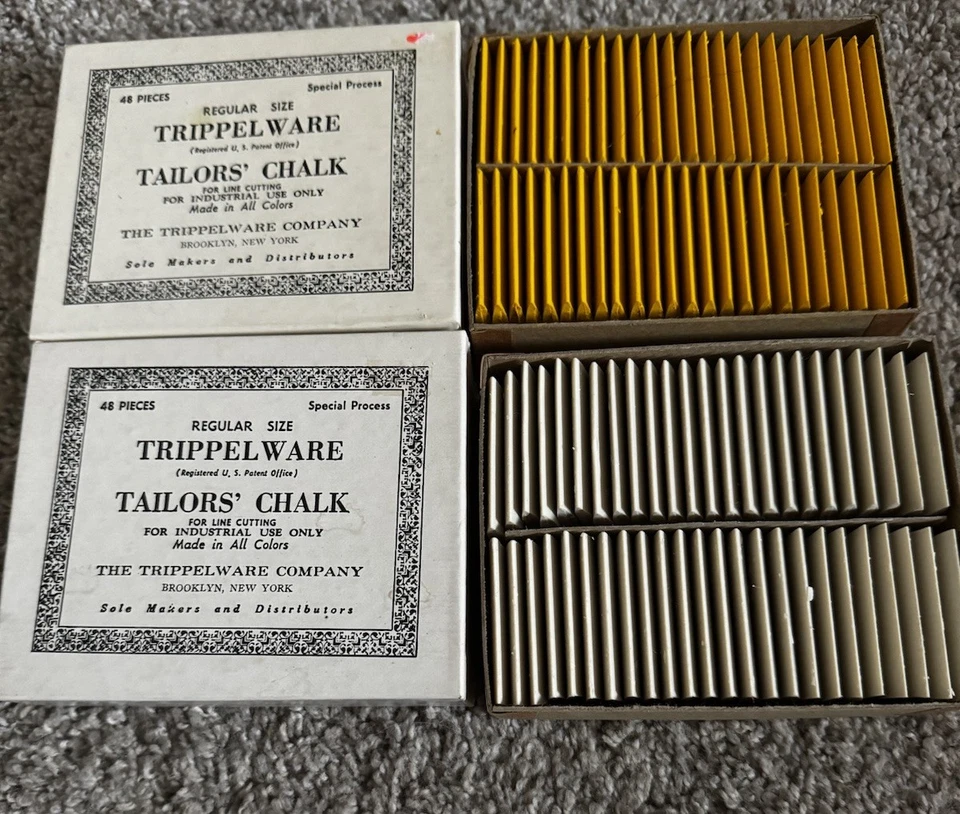 48 PIECES Special Process
REGULAR SIZE
TRIPPELWARE
(Registered U. S. Patent Office)
TAILORS' CHALK
FOR LINE CUTTING
FOR INDUSTRIAL USE ONLY
Made in All Colors
THE TRIPPELWARE COMPANY
BROOKLYN, NEW YORK
Sole Makers and Distributors
48 PIECES Special Process
REGULAR SIZE
TRIPPELWARE
(Registered U. S. Patent Office)
TAILORS' CHALK
FOR LINE CUTTING
FOR INDUSTRIAL USE ONLY
Made in All Colors
THE TRIPPELWARE COMPANY
BROOKLYN, NEW YORK
Sole Makers and Distributors